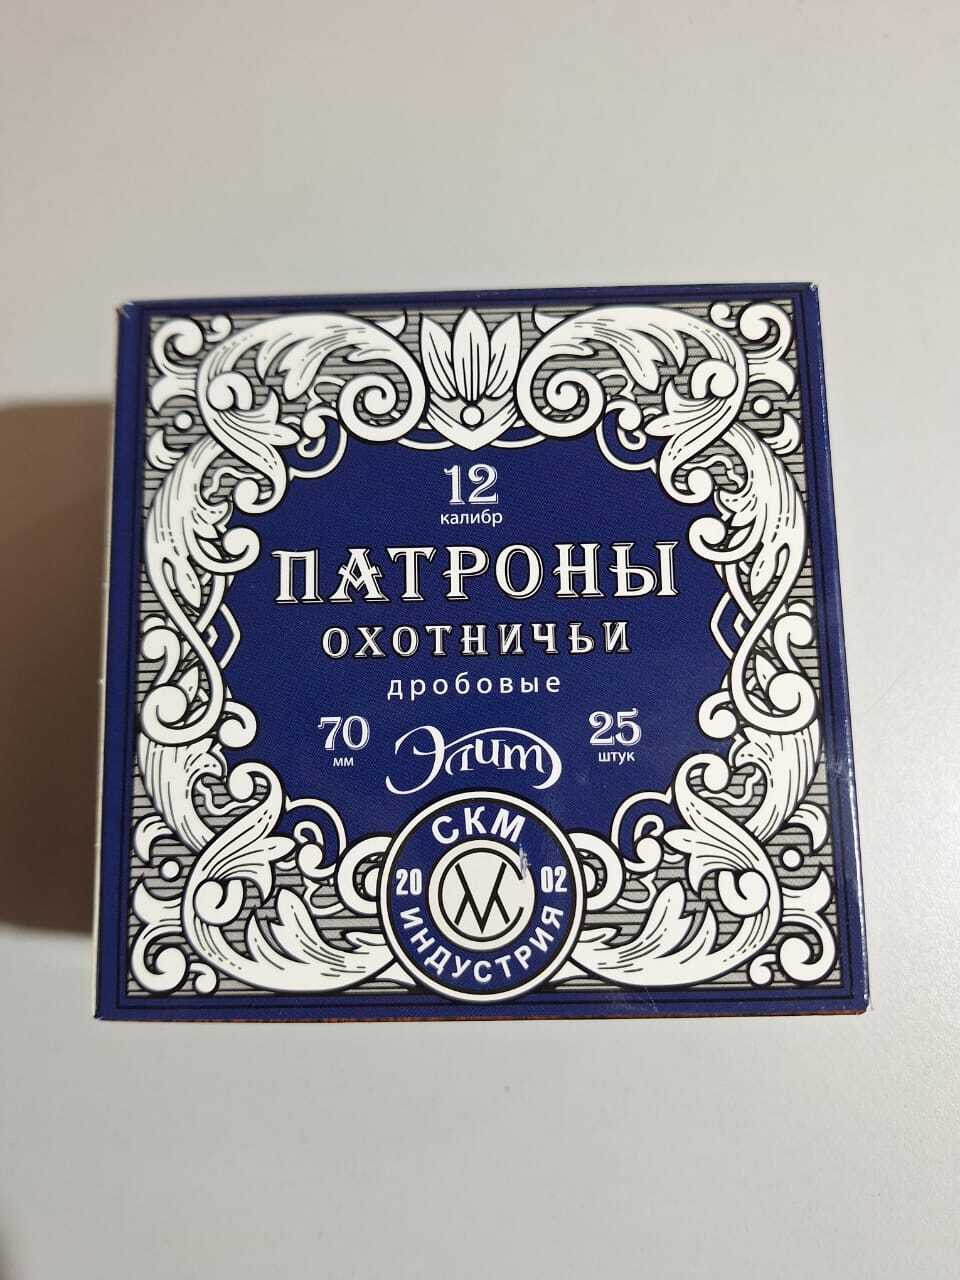 12
калибр
ПАТРОНЫ
ОХОТНИЧЬИ
дробовые
70
мм
Элит
25
штук
СКМ
20 02
ИНДУСТРИЯ